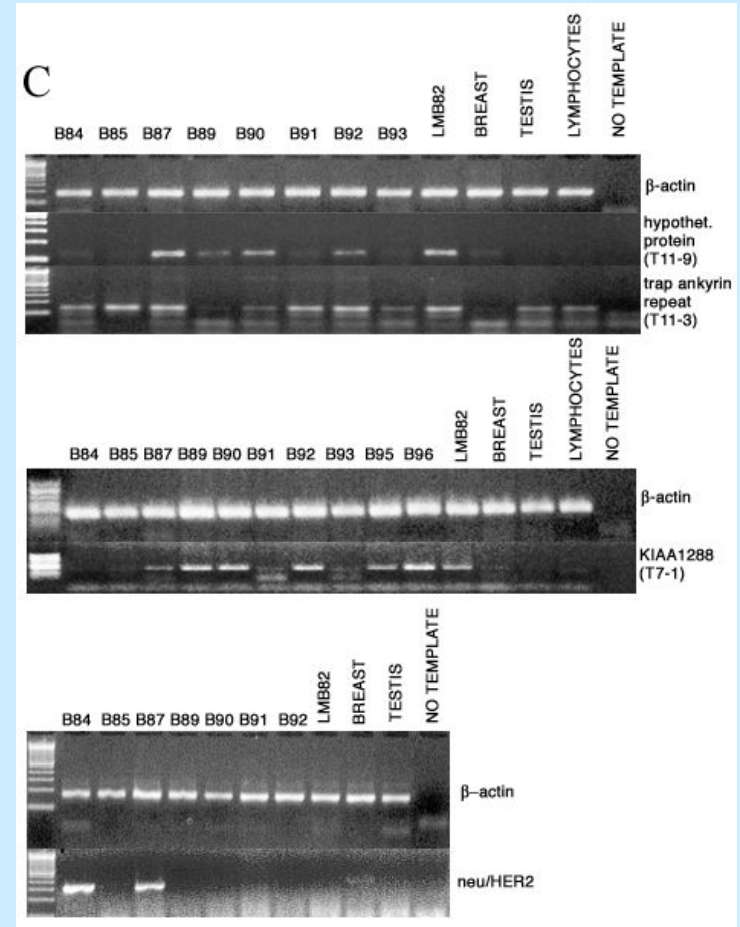 C
B84 B85 B87 B89 B90 B91 B92 B93 LMB82 BREAST TESTIS LYMPHOCYTES NO TEMPLATE
β-actin
hypothet.
protein
(T11-9)
trap ankyrin
repeat
(T11-3)
B84 B85 B87 B89 B90 B91 B92 B93 B95 B96 LMB82 BREAST TESTIS LYMPHOCYTES NO TEMPLATE
β-actin
KIAA1288
(T7-1)
B84 B85 B87 B89 B90 B91 B92 LMB82 BREAST TESTIS NO TEMPLATE
β–actin
neu/HER2